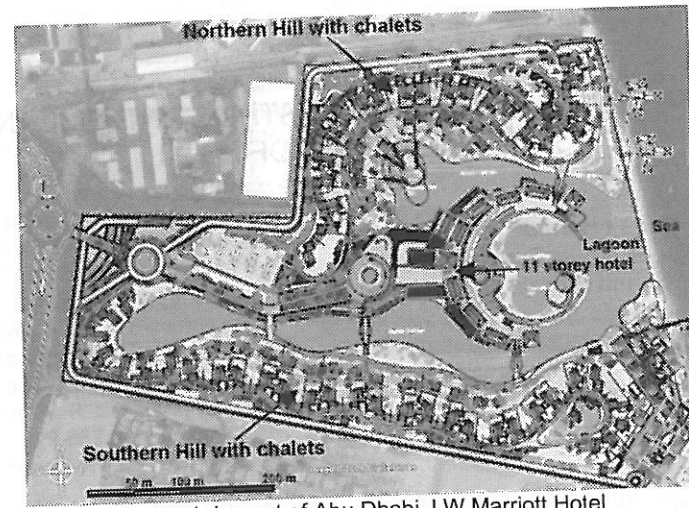 Northern Hill with chalets
Sea
Lagoon
11 storey hotel
Southern Hill with chalets
50 m 100 m 200 m
of Abu Dhabi J.W Marriott Hotel